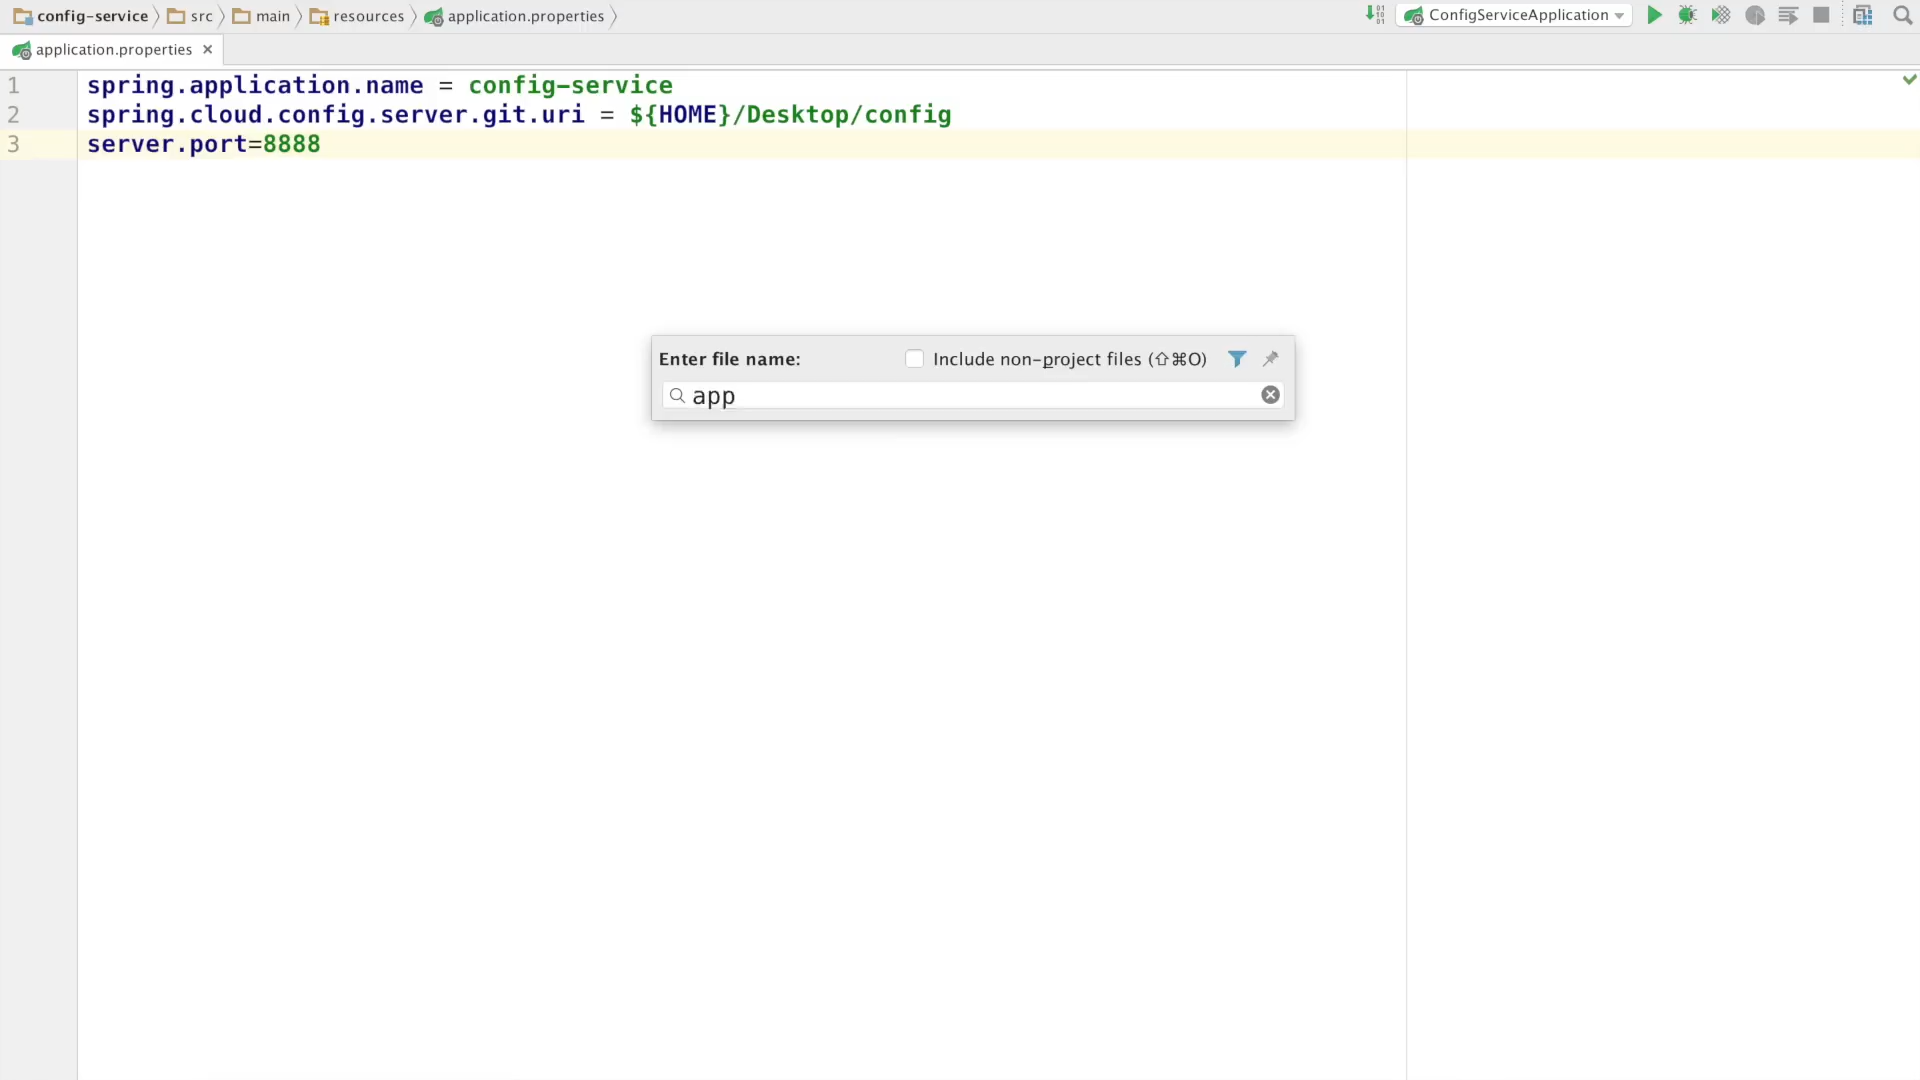 config-service src main resources application.properties ConfigServiceApplication
application.properties
1 spring.application.name = config-service
2 spring.cloud.config.server.git.uri = ${HOME}/Desktop/config
3 server.port=8888
Enter file name: Include non-project files (⇧⌘O)
app